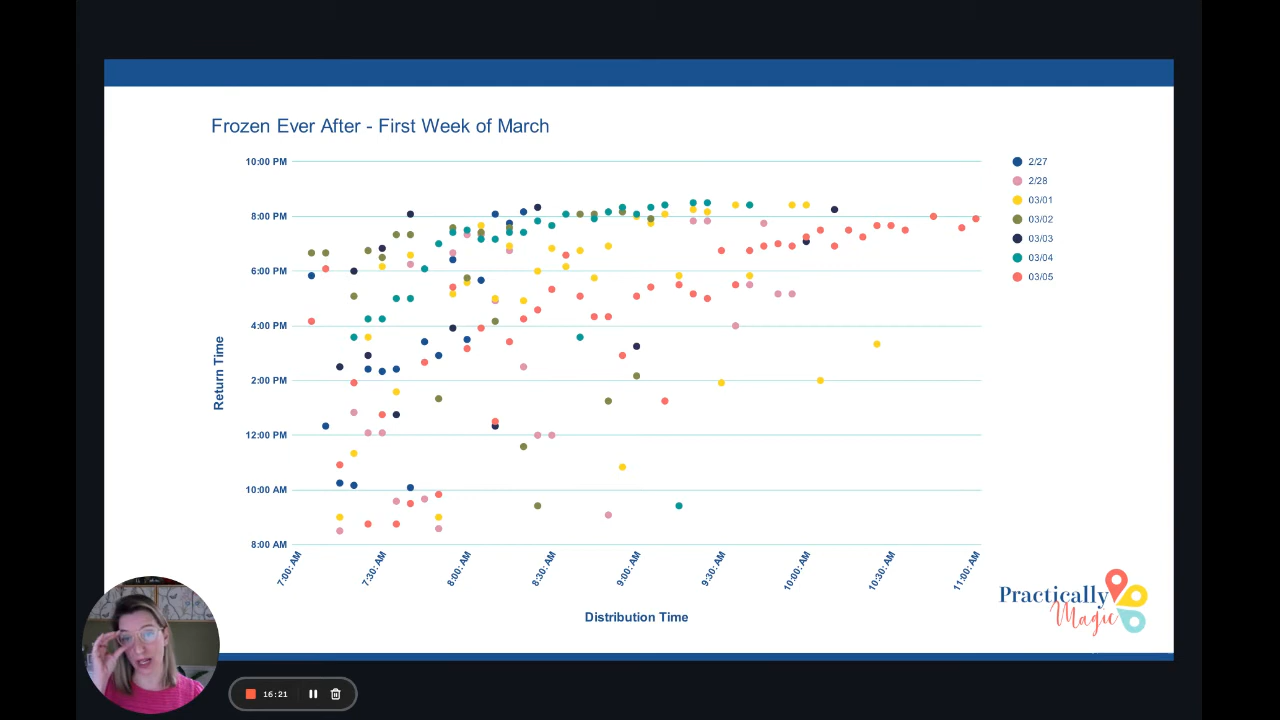 Frozen Ever After - First Week of March
10:00 PM
8:00 PM
6:00 PM
4:00 PM
2:00 PM
12:00 PM
10:00 AM
8:00 AM
Return Time
7:00: AM
7:30: AM
8:00: AM
8:30: AM
9:00: AM
9:30: AM
10:00: AM
10:30: AM
11:00: AM
Distribution Time
2/27
2/28
03/01
03/02
03/03
03/04
03/05
Practically
Magic
16:21